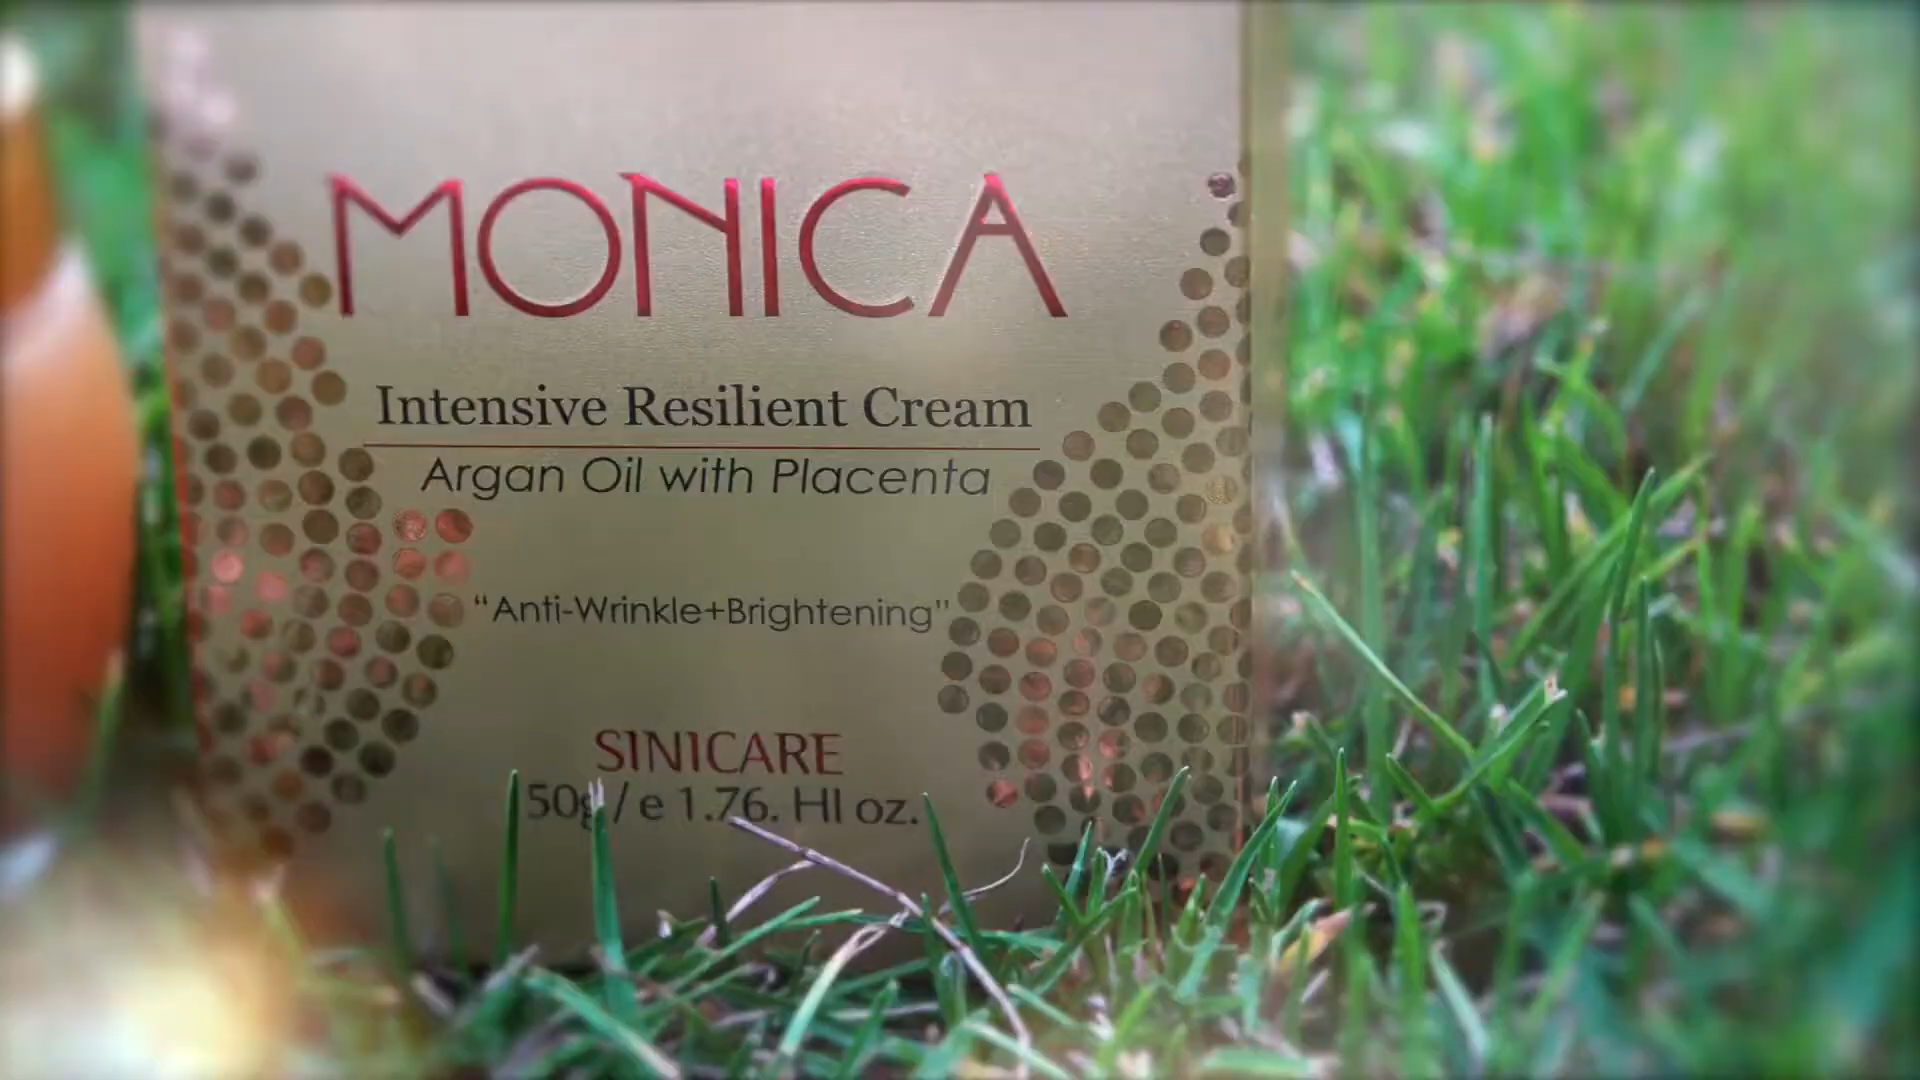 MONICA
Intensive Resilient Cream
Argan Oil with Placenta
“Anti-Wrinkle+Brightening”
SINICARE
50g / e 1.76. Hl oz.